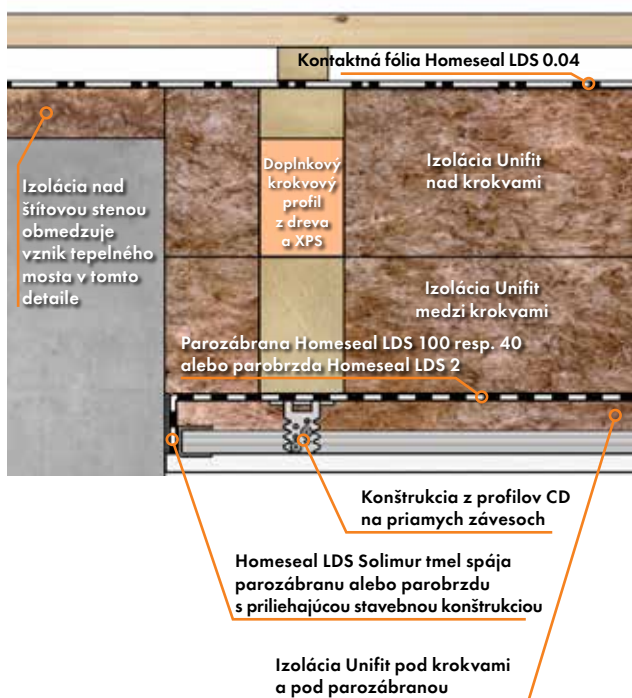 Kontaktná fólia Homeseal LDS 0.04
Izolácia nad
štítovou stenou
obmedzuje
vznik tepelného
mosta v tomto
detaile
Doplnkový
krokvový
profil
z dreva
a XPS
Izolácia Unifit
nad krokvami
Izolácia Unifit
medzi krokvami
Parozábrana Homeseal LDS 100 resp. 40
alebo parobrzda Homeseal LDS 2
Konštrukcia z profilov CD
na priamych závesoch
Homeseal LDS Solimur tmel spája
parozábranu alebo parobrzdu
s priliehajúcou stavebnou konštrukciou
Izolácia Unifit pod krokvami
a pod parozábranou